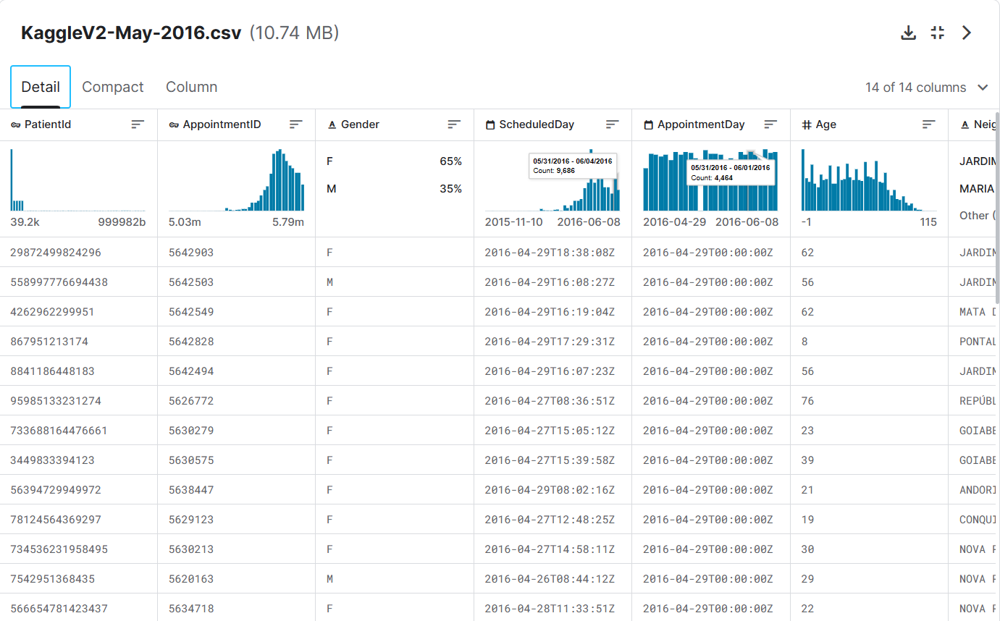 KaggleV2-May-2016.csv (10.74 MB)
Detail Compact Column 14 of 14 columns
PatientId AppointmentID Gender ScheduledDay AppointmentDay Age Neig
F 65% 05/31/2016 - 06/04/2016 05/31/2016 - 06/01/2016 JARDIN
Count: 9,686 Count: 4,464
M 35% MARIA
39.2k 999982b 5.03m 5.79m 2015-11-10 2016-06-08 2016-04-29 2016-06-08 -1 115 Other (
29872499824296 5642903 F 2016-04-29T18:38:08Z 2016-04-29T00:00:00Z 62 JARDIM
558997776694438 5642503 M 2016-04-29T16:08:27Z 2016-04-29T00:00:00Z 56 JARDIM
4262962299951 5642549 F 2016-04-29T16:19:04Z 2016-04-29T00:00:00Z 62 MATA D
867951213174 5642828 F 2016-04-29T17:29:31Z 2016-04-29T00:00:00Z 8 PONTAL
8841186448183 5642494 F 2016-04-29T16:07:23Z 2016-04-29T00:00:00Z 56 JARDIM
95985133231274 5626772 F 2016-04-27T08:36:51Z 2016-04-29T00:00:00Z 76 REPÚBL
733688164476661 5630279 F 2016-04-27T15:05:12Z 2016-04-29T00:00:00Z 23 GOIABE
3449833394123 5630575 F 2016-04-27T15:39:58Z 2016-04-29T00:00:00Z 39 GOIABE
56394729949972 5638447 F 2016-04-29T08:02:16Z 2016-04-29T00:00:00Z 21 ANDORI
78124564369297 5629123 F 2016-04-27T12:48:25Z 2016-04-29T00:00:00Z 19 CONQUI
734536231958495 5630213 F 2016-04-27T14:58:11Z 2016-04-29T00:00:00Z 30 NOVA P
7542951368435 5620163 M 2016-04-26T08:44:12Z 2016-04-29T00:00:00Z 29 NOVA P
566654781423437 5634718 F 2016-04-28T11:33:51Z 2016-04-29T00:00:00Z 22 NOVA P